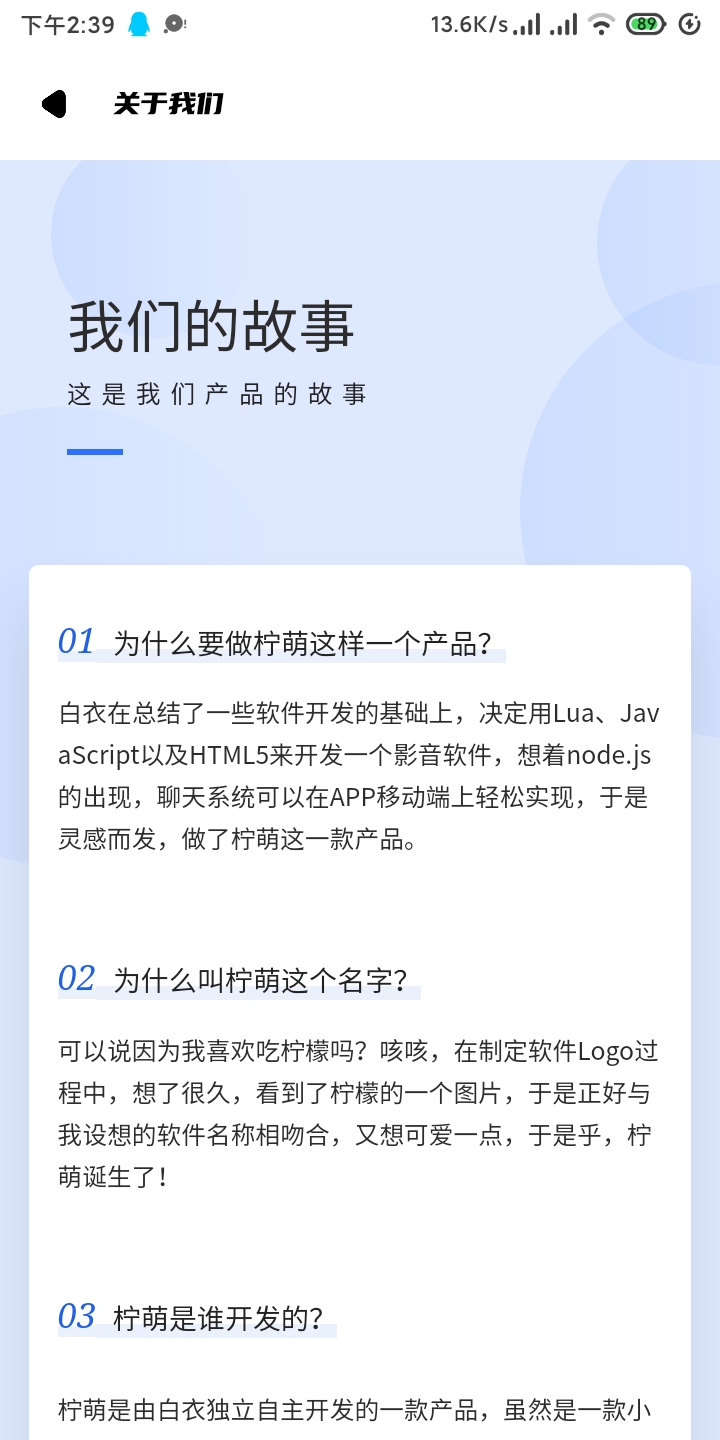 下午2:39
13.6K/s
89
关于我们
我们的故事
这是我们产品的故事
01 为什么要做柠萌这样一个产品？
白衣在总结了一些软件开发的基础上，决定用Lua、Jav
aScript以及HTML5来开发一个影音软件，想着node.js
的出现，聊天系统可以在APP移动端上轻松实现，于是
灵感而发，做了柠萌这一款产品。
02 为什么叫柠萌这个名字？
可以说因为我喜欢吃柠檬吗？咳咳，在制定软件Logo过
程中，想了很久，看到了柠檬的一个图片，于是正好与
我设想的软件名称相吻合，又想可爱一点，于是乎，柠
萌诞生了！
03 柠萌是谁开发的？
柠萌是由白衣独立自主开发的一款产品，虽然是一款小